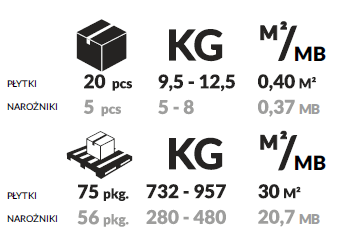 KG M²/MB
PŁYTKI 20 pcs 9,5 - 12,5 0,40 M²
NAROŻNIKI 5 pcs 5 - 8 0,37 MB
KG M²/MB
PŁYTKI 75 pkg. 732 - 957 30 M²
NAROŻNIKI 56 pkg. 280 - 480 20,7 MB